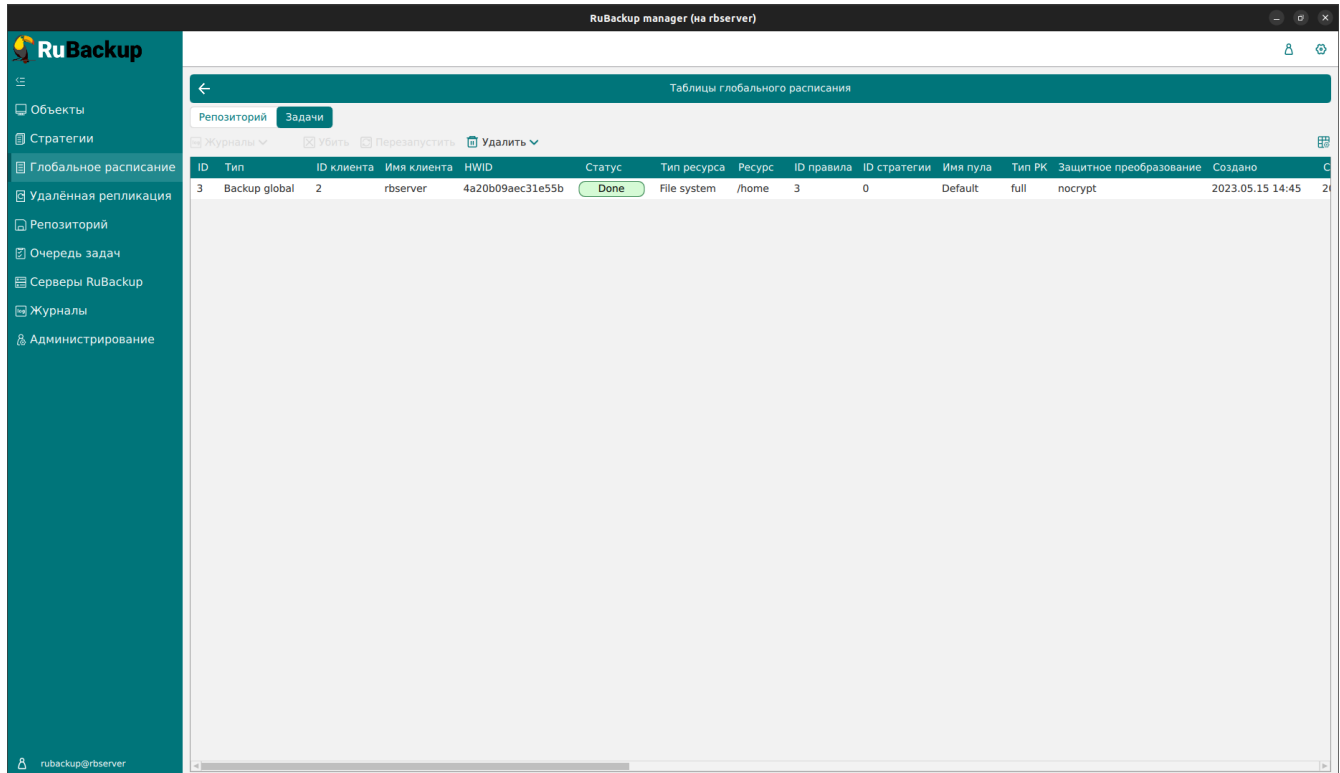 RuBackup manager (на rbserver)
RuBackup
Таблицы глобального расписания
Объекты
Стратегии
Глобальное расписание
Удалённая репликация
Репозиторий
Очередь задач
Серверы RuBackup
Журналы
Администрирование
Репозиторий Задачи
Журналы Убить Перезапустить Удалить
ID Тип ID клиента Имя клиента HWID Статус Тип ресурса Ресурс ID правила ID стратегии Имя пула Тип РК Защитное преобразование Создано С
3 Backup global 2 rbserver 4a20b09aec31e55b Done File system /home 3 0 Default full nocrypt 2023.05.15 14:45 20
rubackup@rbserver